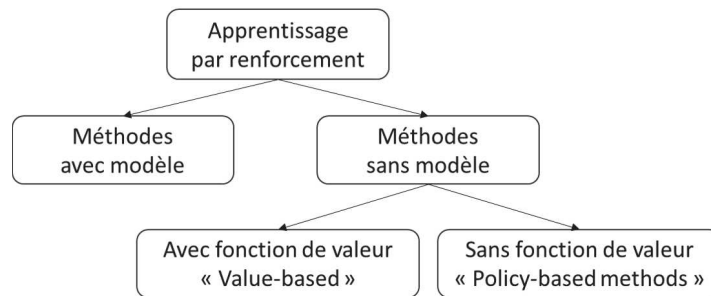 Apprentissage
par renforcement
Méthodes
avec modèle
Méthodes
sans modèle
Avec fonction de valeur
« Value-based »
Sans fonction de valeur
« Policy-based methods »